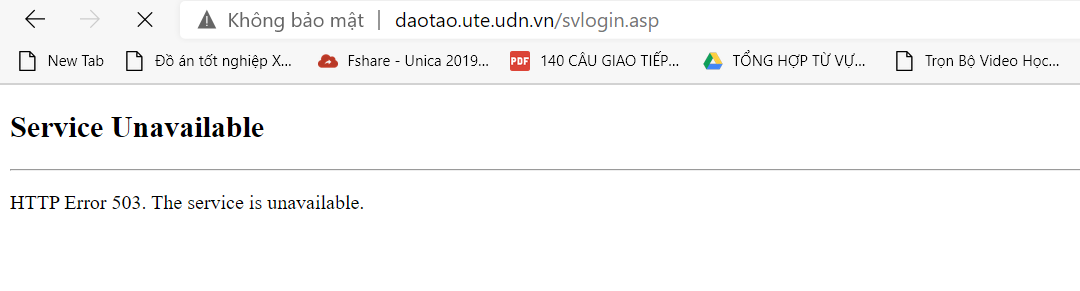 Không bảo mật | daotao.ute.udn.vn/svlogin.asp
New Tab Đồ án tốt nghiệp X... Fshare - Unica 2019... PDF 140 CÂU GIAO TIẾP... TỔNG HỢP TỪ VỰ... Trọn Bộ Video Học...
Service Unavailable
HTTP Error 503. The service is unavailable.